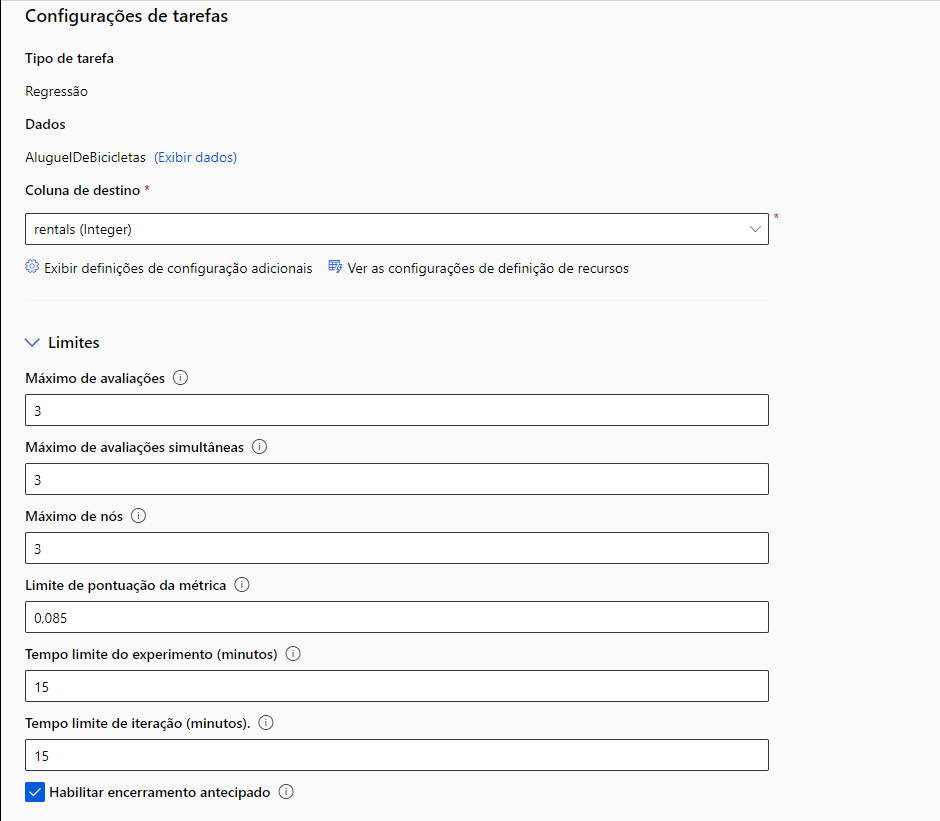 Configurações de tarefas
Tipo de tarefa
Regressão
Dados
AluguelDeBicicletas (Exibir dados)
Coluna de destino *
rentals (Integer)
*
Exibir definições de configuração adicionais Ver as configurações de definição de recursos
Limites
Máximo de avaliações
3
Máximo de avaliações simultâneas
3
Máximo de nós
3
Limite de pontuação da métrica
0,085
Tempo limite do experimento (minutos)
15
Tempo limite de iteração (minutos).
15
Habilitar encerramento antecipado